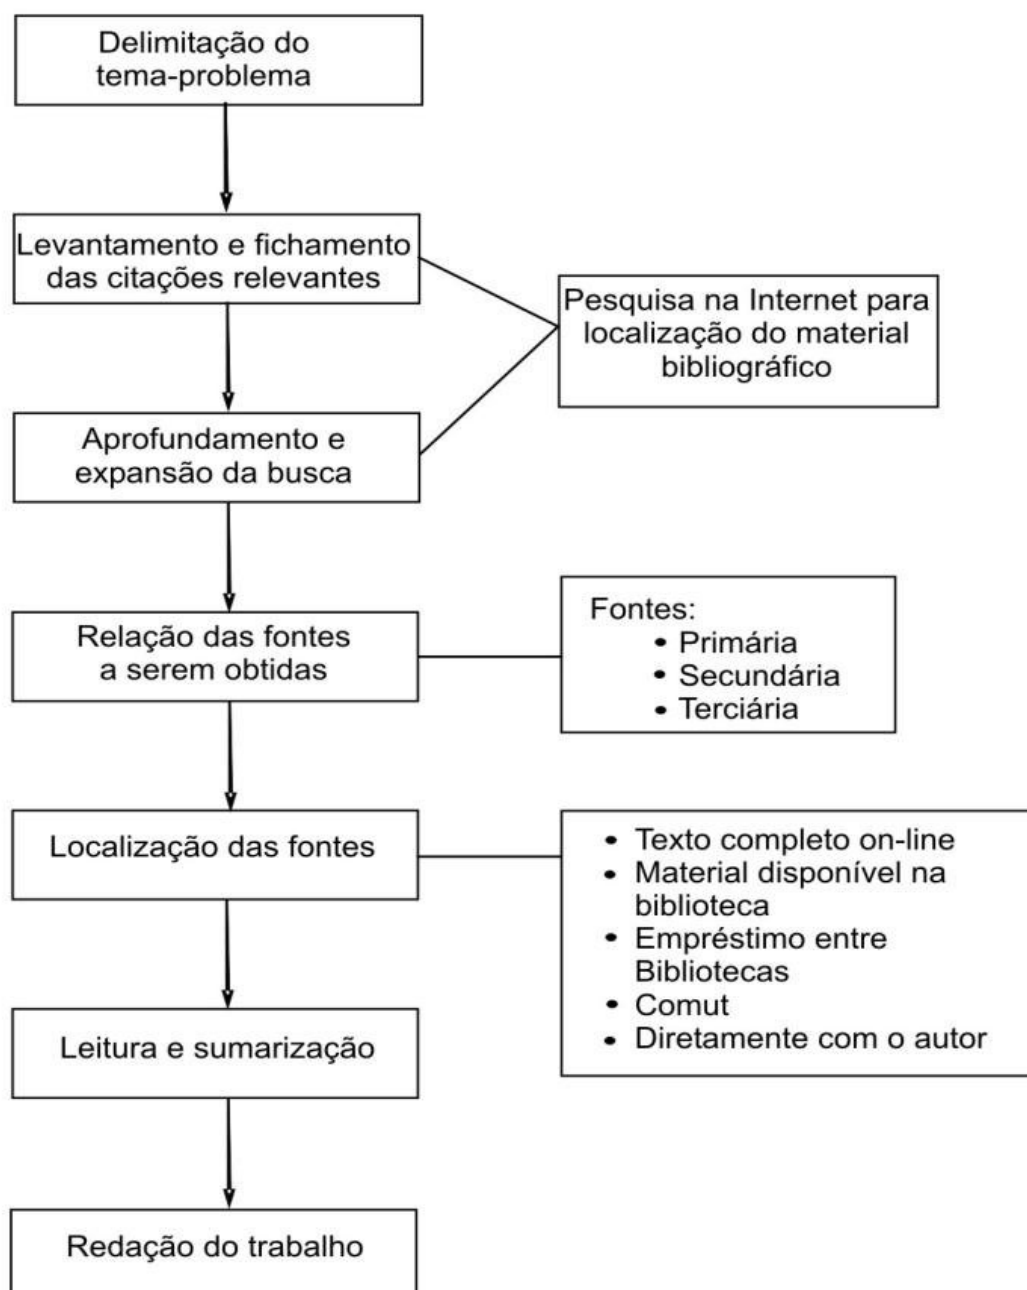 Delimitação do
tema-problema
Levantamento e fichamento
das citações relevantes
Pesquisa na Internet para
localização do material
bibliográfico
Aprofundamento e
expansão da busca
Relação das fontes
a serem obtidas
Fontes:
• Primária
• Secundária
• Terciária
Localização das fontes
• Texto completo on-line
• Material disponível na
biblioteca
• Empréstimo entre
Bibliotecas
• Comut
• Diretamente com o autor
Leitura e sumarização
Redação do trabalho